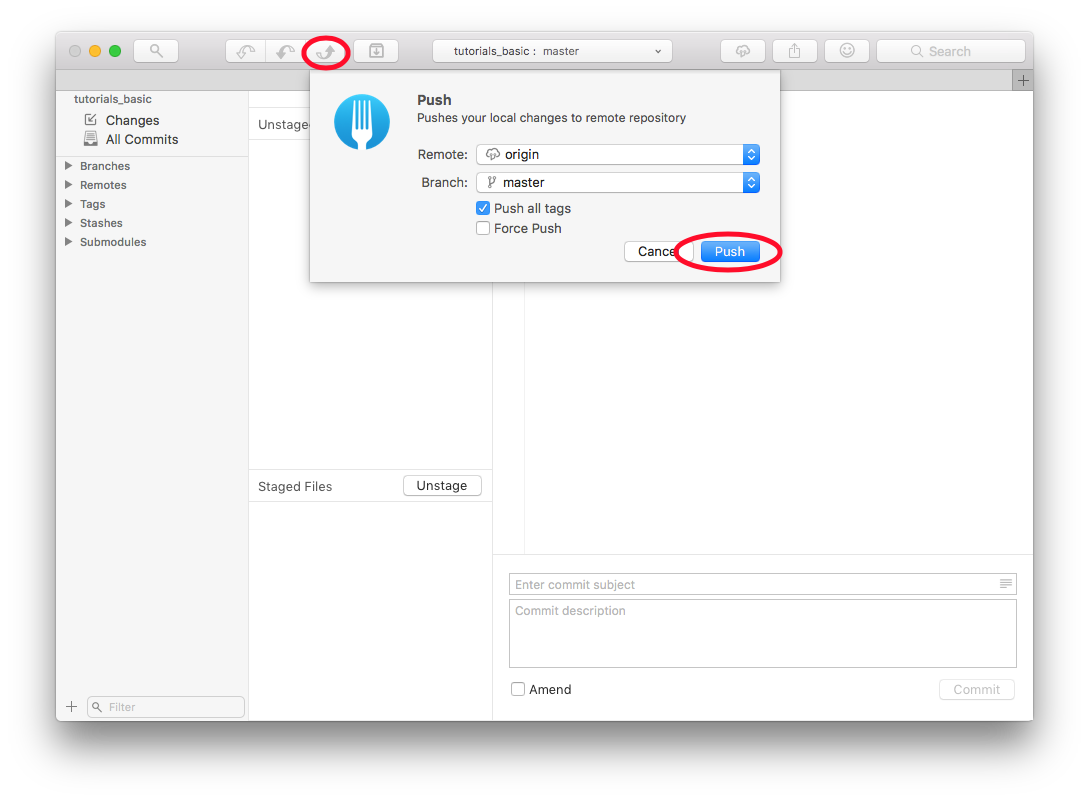 tutorials_basic : master
Search
tutorials_basic
Changes
All Commits
Branches
Remotes
Tags
Stashes
Submodules
Filter
Unstage
Staged Files
Unstage
Push
Pushes your local changes to remote repository
Remote: origin
Branch: master
Push all tags
Force Push
Cance
Push
Enter commit subject
Commit description
Amend
Commit